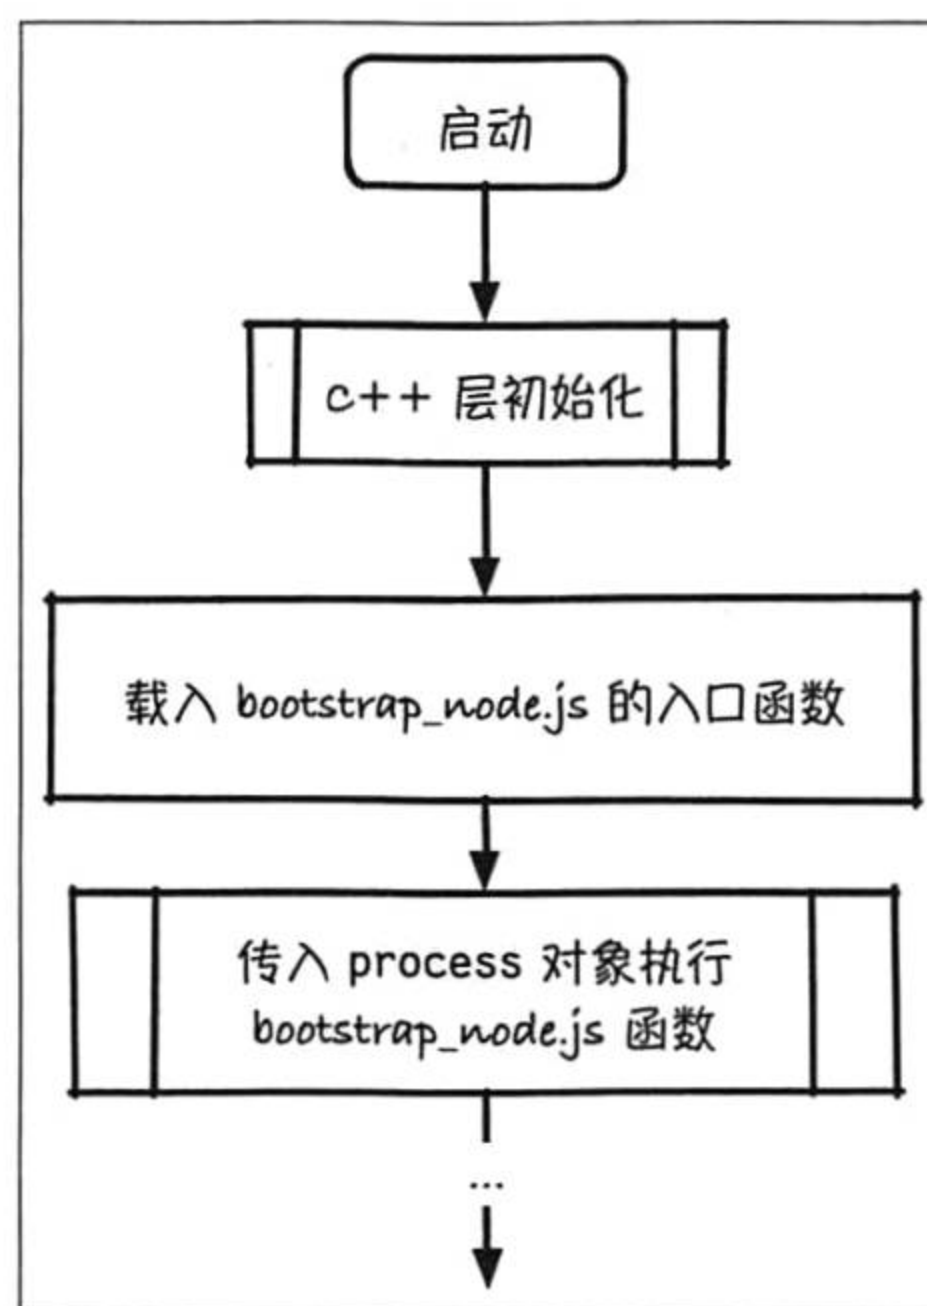 启动
c++ 层初始化
载入 bootstrap_node.js 的入口函数
传入 process 对象执行
bootstrap_node.js 函数
...